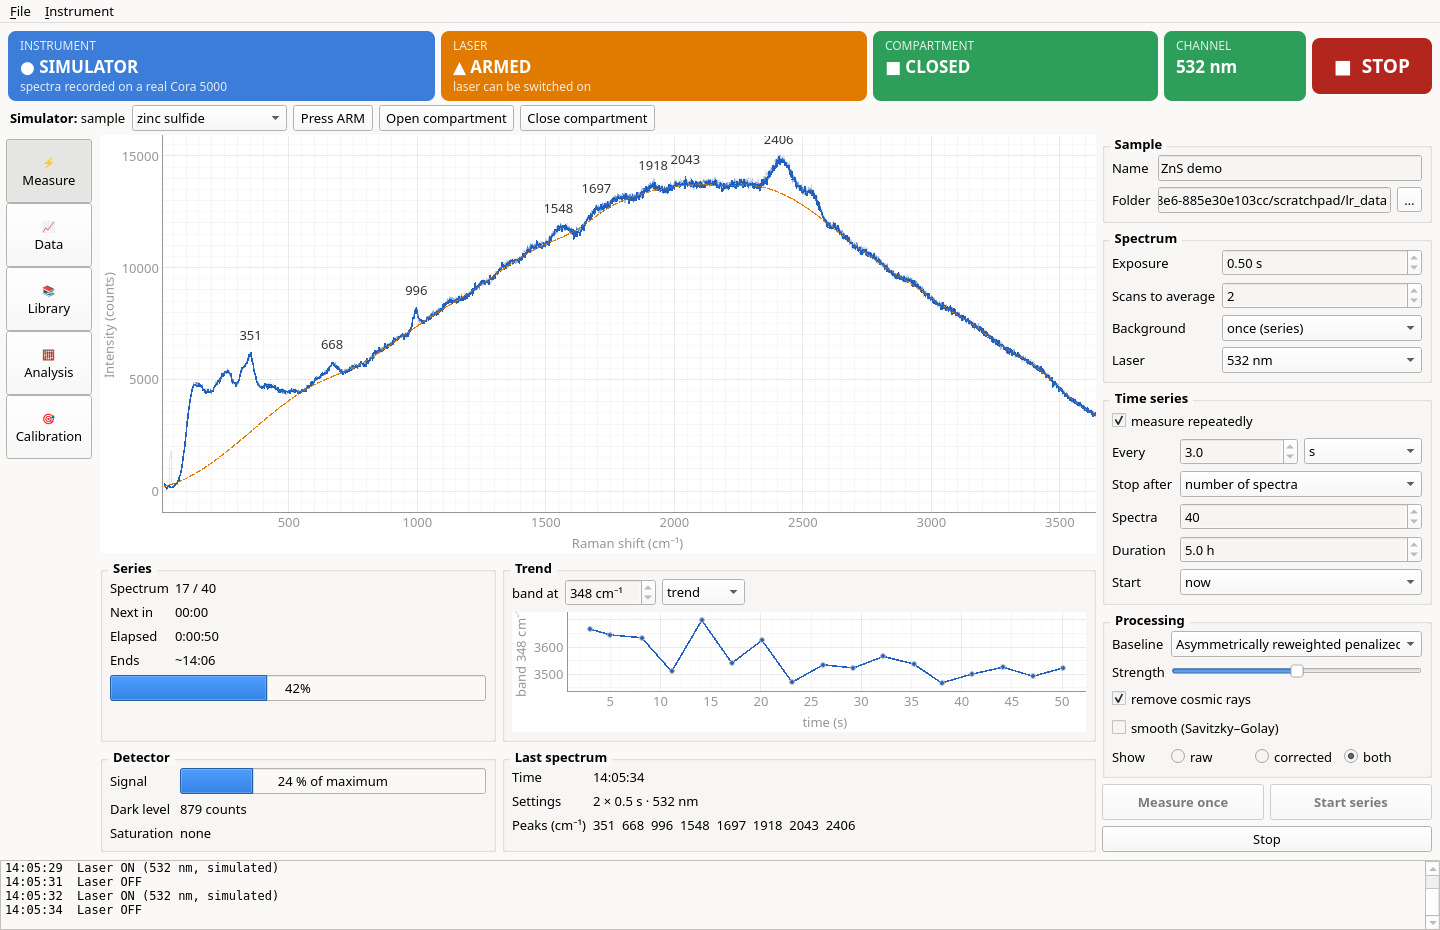 File Instrument
INSTRUMENT
SIMULATOR
spectra recorded on a real Cora 5000
LASER
ARMED
laser can be switched on
COMPARTMENT
CLOSED
CHANNEL
532 nm
STOP
Simulator: sample zinc sulfide Press ARM Open compartment Close compartment
Measure
Data
Library
Analysis
Calibration
Intensity (counts)
15000
10000
5000
0
351
668
996
1548
1697
1918
2043
2406
500 1000 1500 2000 2500 3000 3500
Raman shift (cm⁻¹)
Series
Spectrum 17 / 40
Next in 00:00
Elapsed 0:00:50
Ends ~14:06
42%
Trend
band at 348 cm⁻¹ trend
band 348 cm⁻
3600
3500
5 10 15 20 25 30 35 40 45 50
time (s)
Detector
Signal 24 % of maximum
Dark level 879 counts
Saturation none
Last spectrum
Time 14:05:34
Settings 2 × 0.5 s · 532 nm
Peaks (cm⁻¹) 351 668 996 1548 1697 1918 2043 2406
Sample
Name ZnS demo
Folder 3e6-885e30e103cc/scratchpad/lr_data ...
Spectrum
Exposure 0.50 s
Scans to average 2
Background once (series)
Laser 532 nm
Time series
measure repeatedly
Every 3.0 s
Stop after number of spectra
Spectra 40
Duration 5.0 h
Start now
Processing
Baseline Asymmetrically reweighted penalizec
Strength
remove cosmic rays
smooth (Savitzky–Golay)
Show raw corrected both
Measure once Start series
Stop
14:05:29 Laser ON (532 nm, simulated)
14:05:31 Laser OFF
14:05:32 Laser ON (532 nm, simulated)
14:05:34 Laser OFF